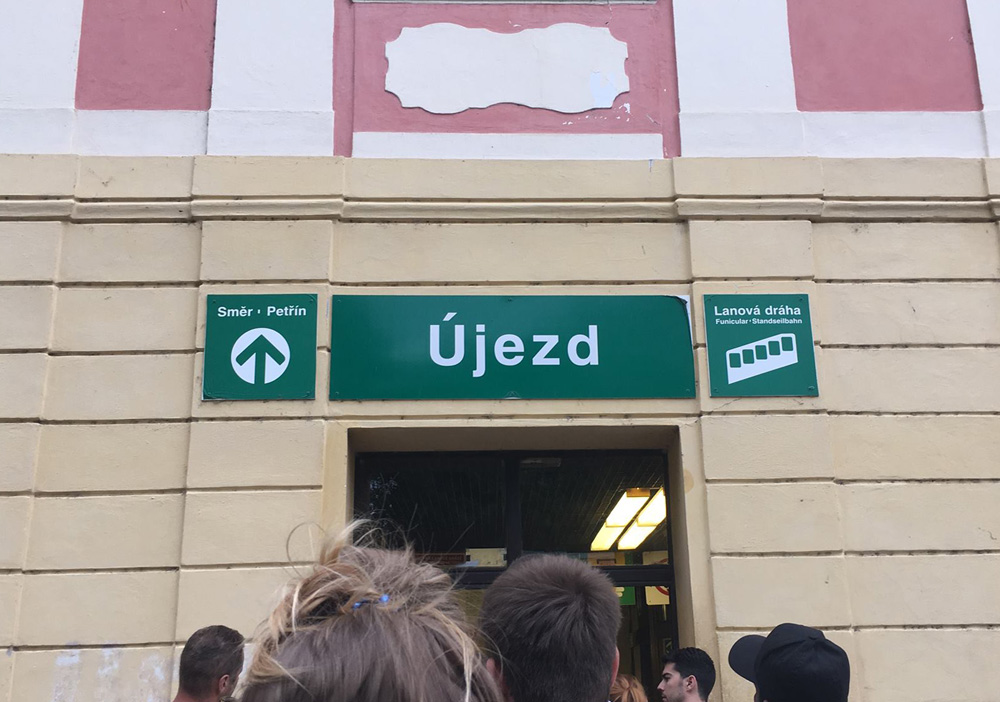 Směr · Petřín
Újezd
Lanová dráha
Funicular·Standseilbahn